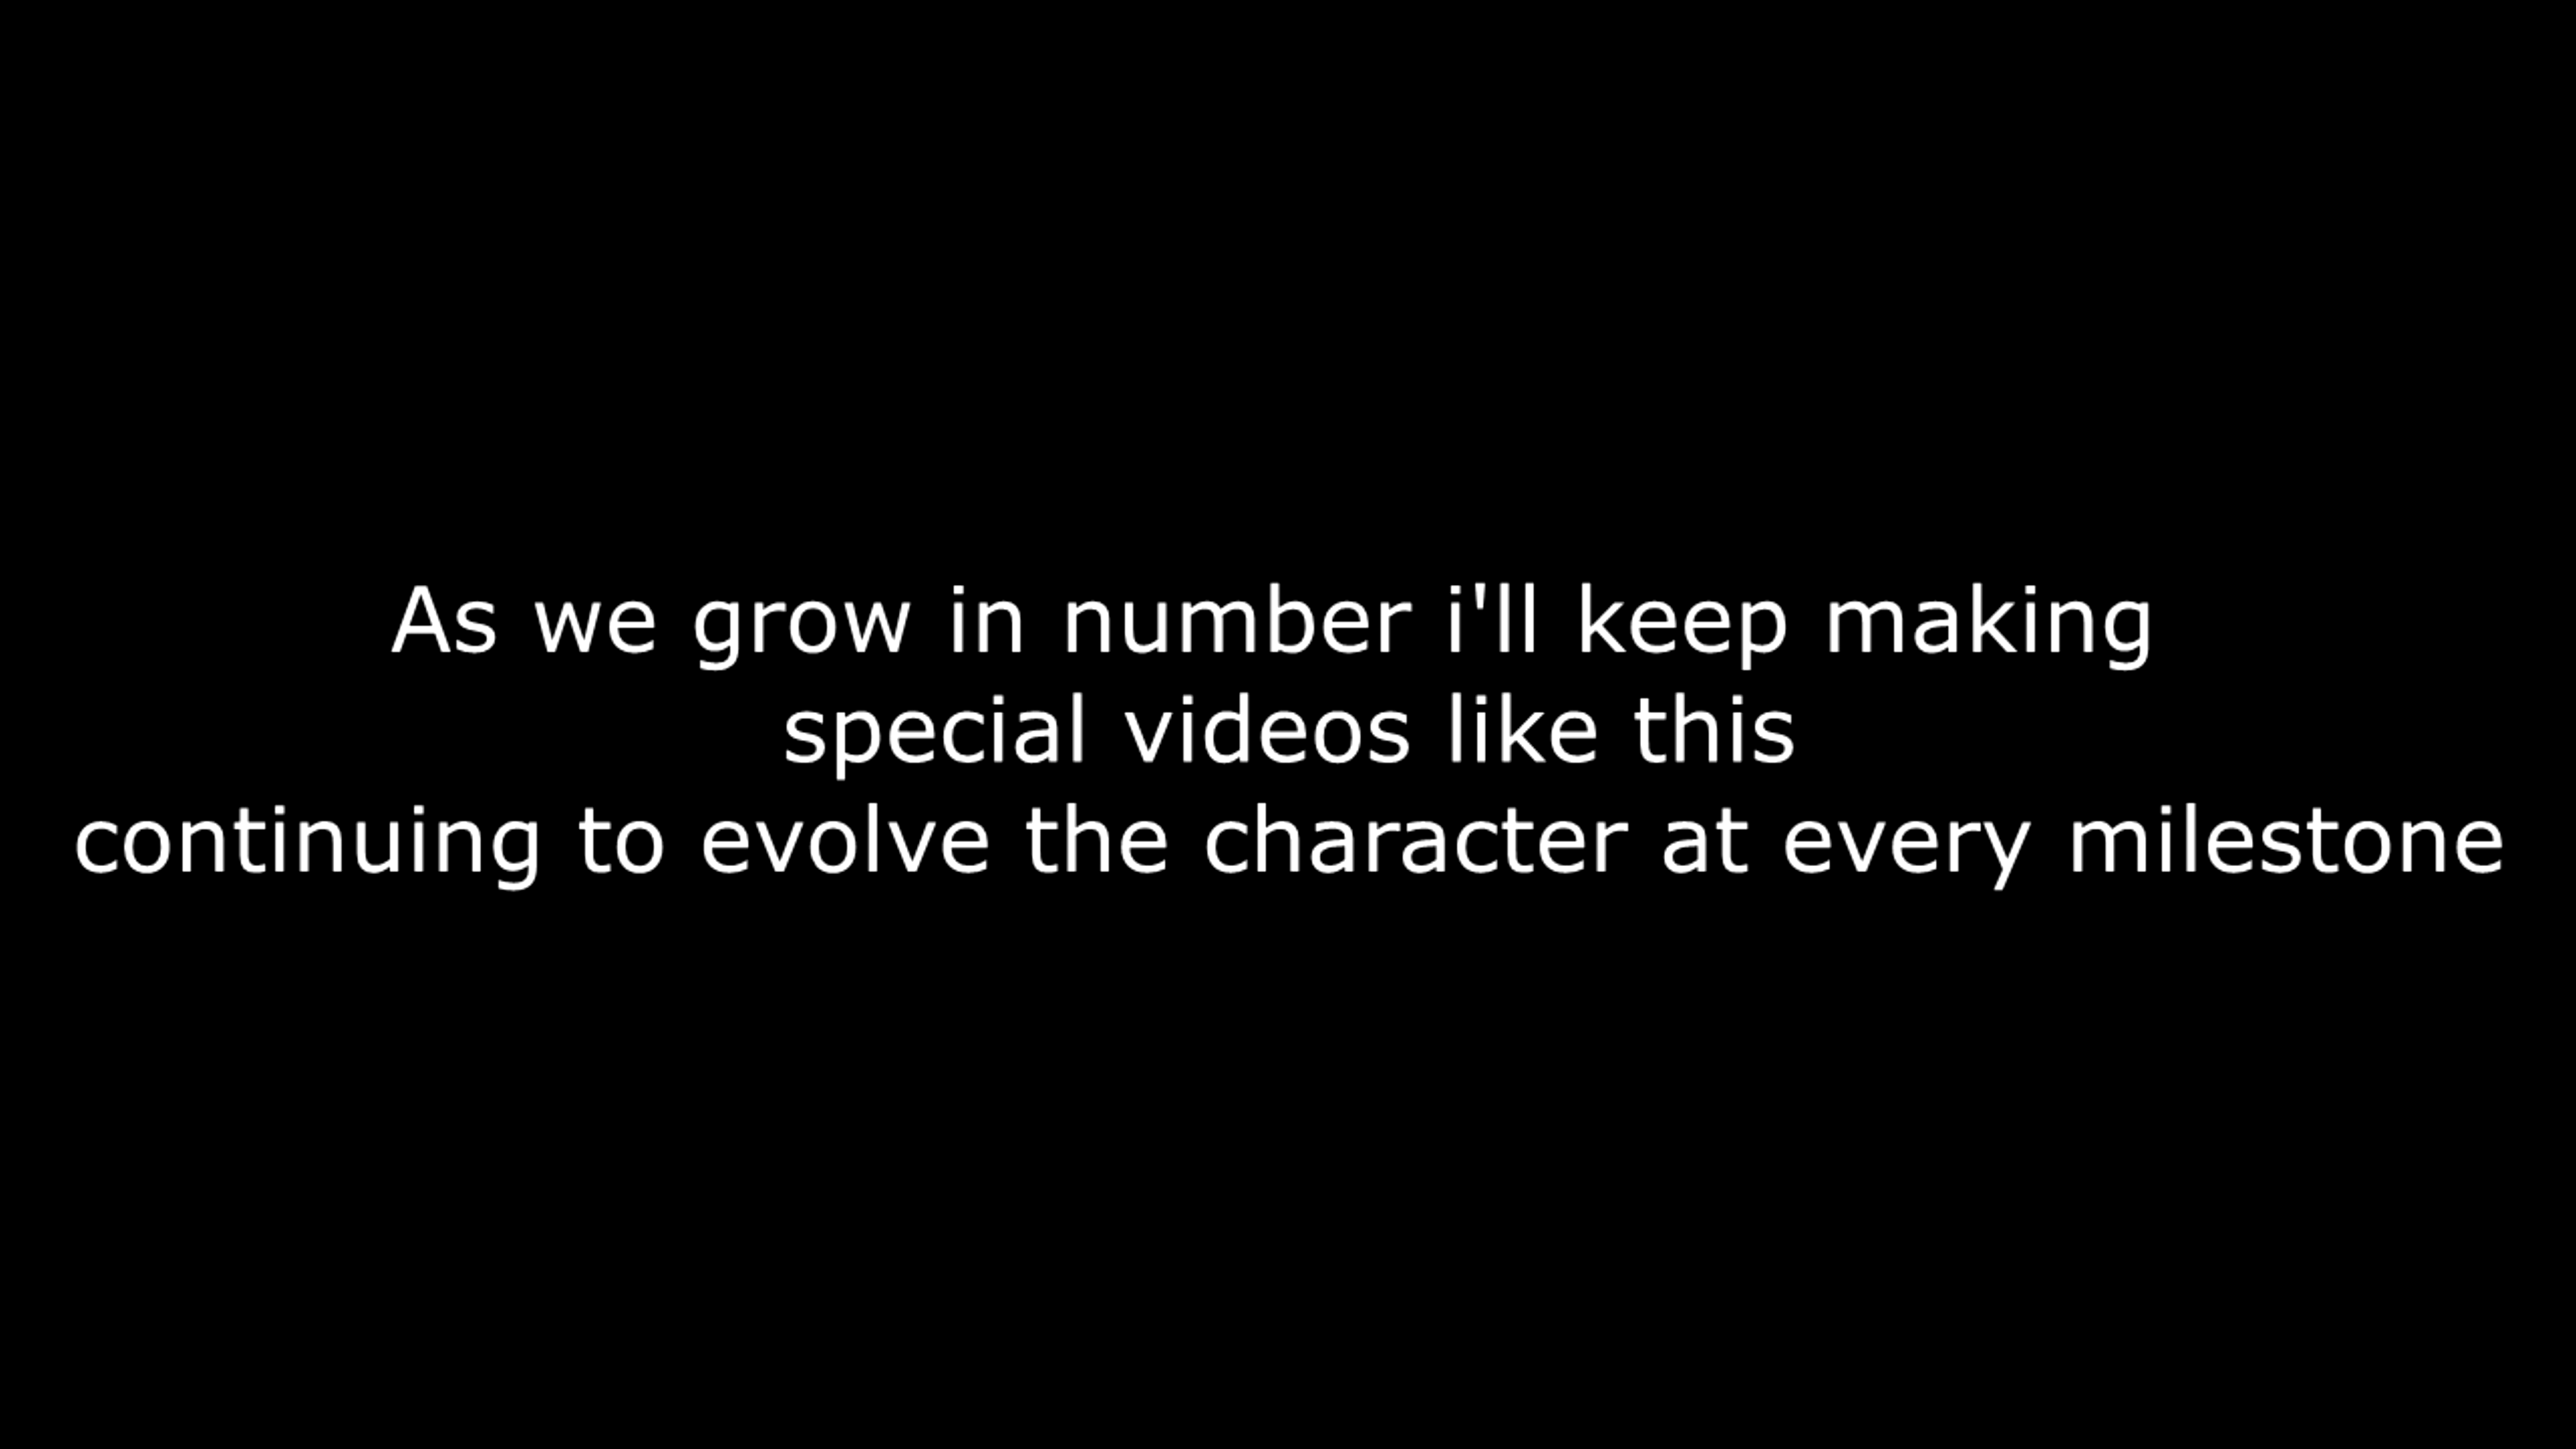 As we grow in number i'll keep making
special videos like this
continuing to evolve the character at every milestone